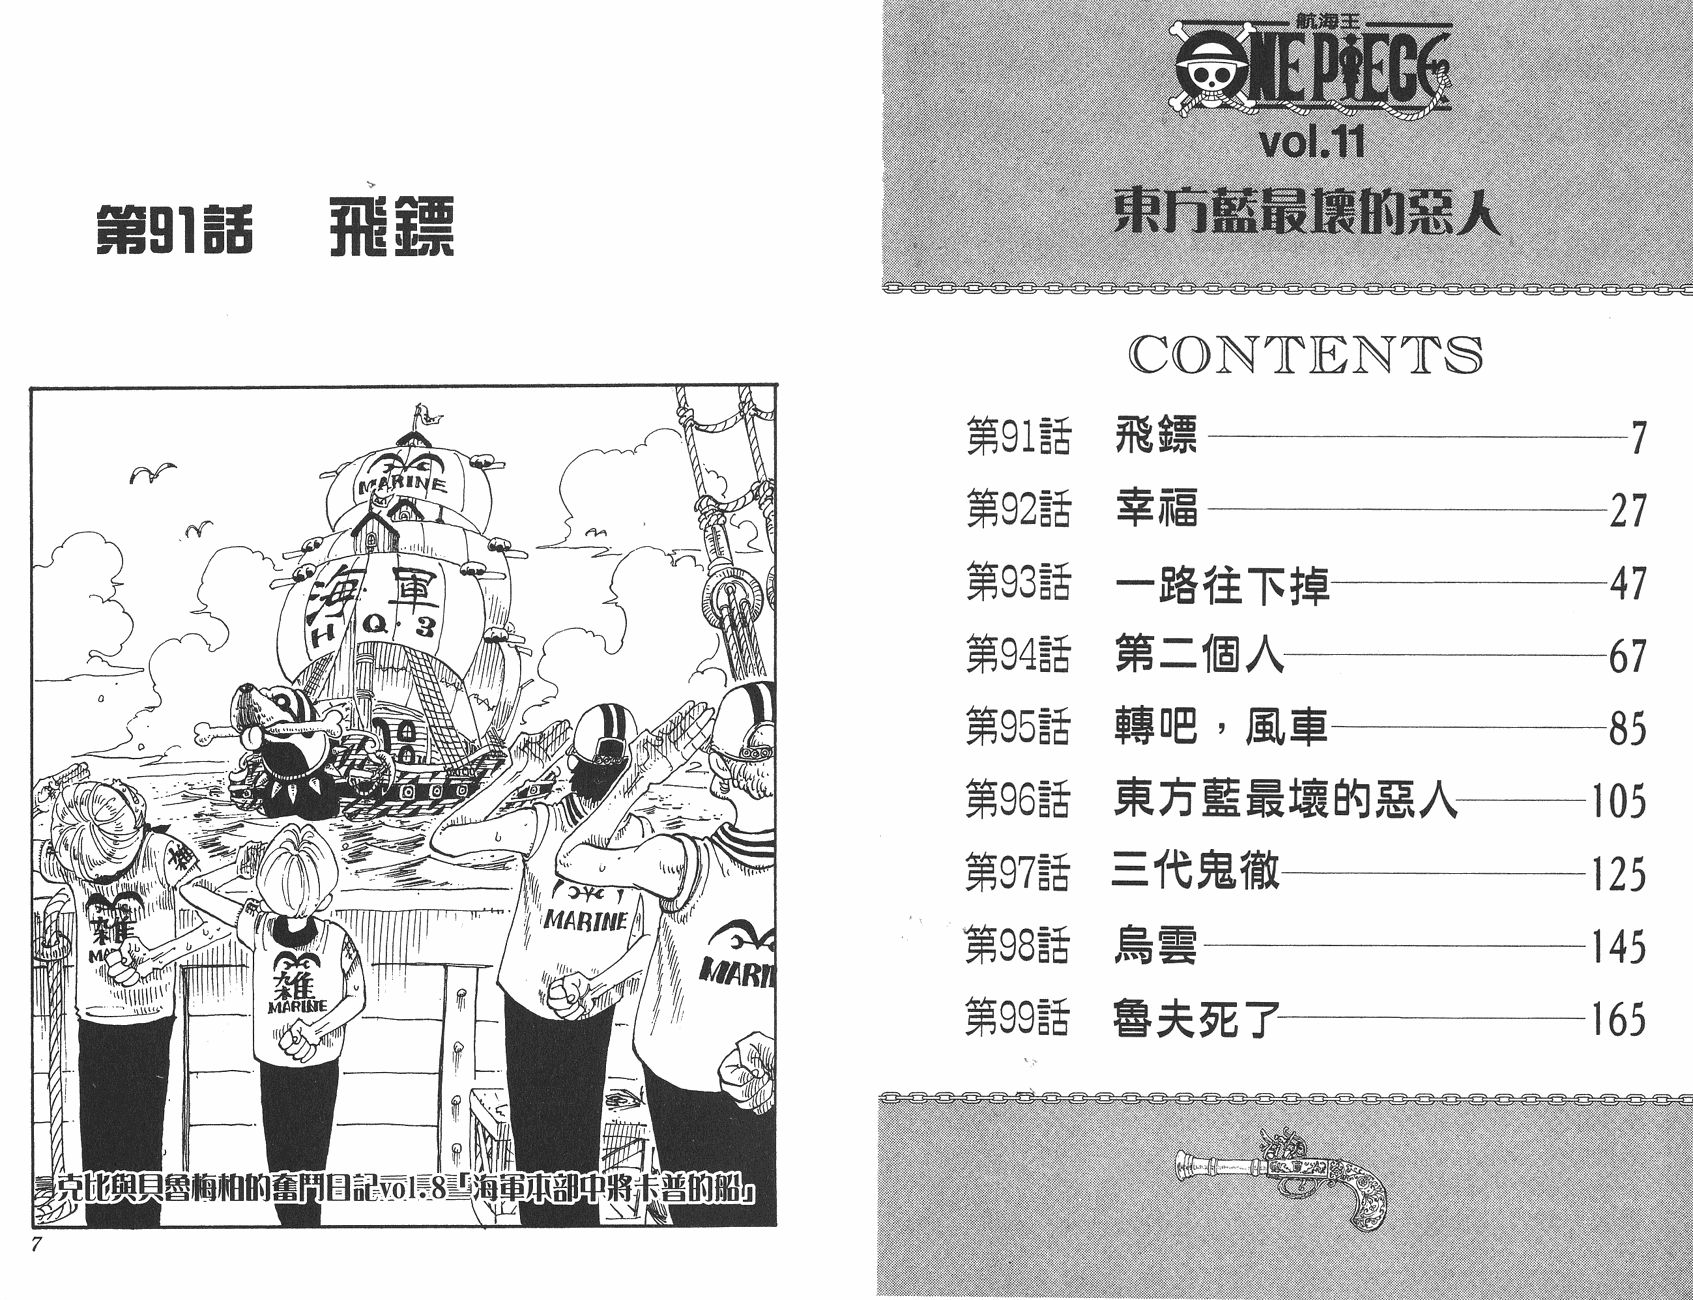 航海王
ONE PIECE
vol.11
東方藍最壞的惡人
CONTENTS
第91話 飛鏢 7
第92話 幸福 27
第93話 一路往下掉 47
第94話 第二個人 67
第95話 轉吧，風車 85
第96話 東方藍最壞的惡人 105
第97話 三代鬼徹 125
第98話 烏雲 145
第99話 魯夫死了 165
第91話 飛鏢
MARINE
海軍
HQ.3
雑
雑
MA
雑
MARINE
MARINE
MARIN
克比與貝魯梅柏的奮鬥日記vol.8「海軍本部中將卡普的船」
7